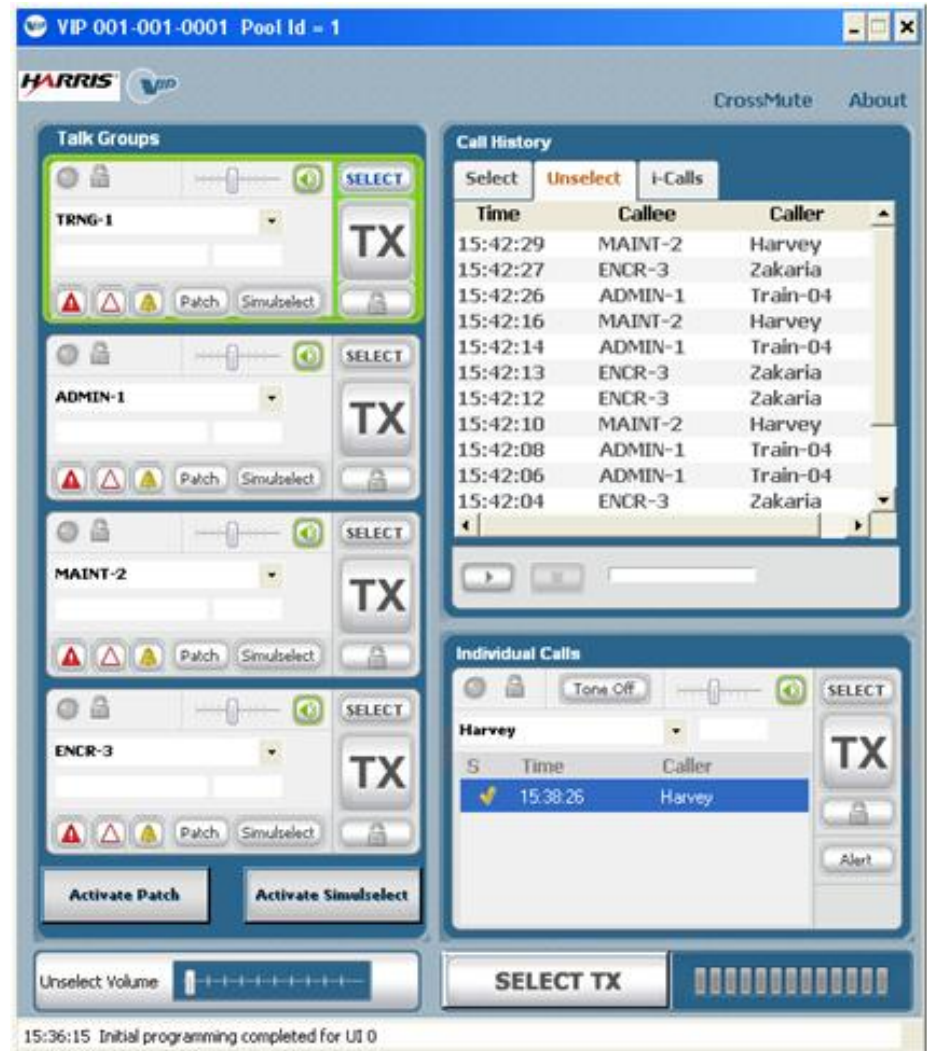 VIP 001-001-0001 Pool Id = 1
HARRIS VIP
CrossMute About
Talk Groups
SELECT
TRNG-1
TX
Patch Simulselect
SELECT
ADMIN-1
TX
Patch Simulselect
SELECT
MAINT-2
TX
Patch Simulselect
SELECT
ENCR-3
TX
Patch Simulselect
Activate Patch Activate Simulselect
Unselect Volume
Call History
Select Unselect i-Calls
Time Callee Caller
15:42:29 MAINT-2 Harvey
15:42:27 ENCR-3 Zakaria
15:42:26 ADMIN-1 Train-04
15:42:16 MAINT-2 Harvey
15:42:14 ADMIN-1 Train-04
15:42:13 ENCR-3 Zakaria
15:42:12 ENCR-3 Zakaria
15:42:10 MAINT-2 Harvey
15:42:08 ADMIN-1 Train-04
15:42:06 ADMIN-1 Train-04
15:42:04 ENCR-3 Zakaria
Individual Calls
Tone Off SELECT
Harvey
TX
S Time Caller
15:38:26 Harvey
Alert
SELECT TX
15:36:15 Initial programming completed for UI 0